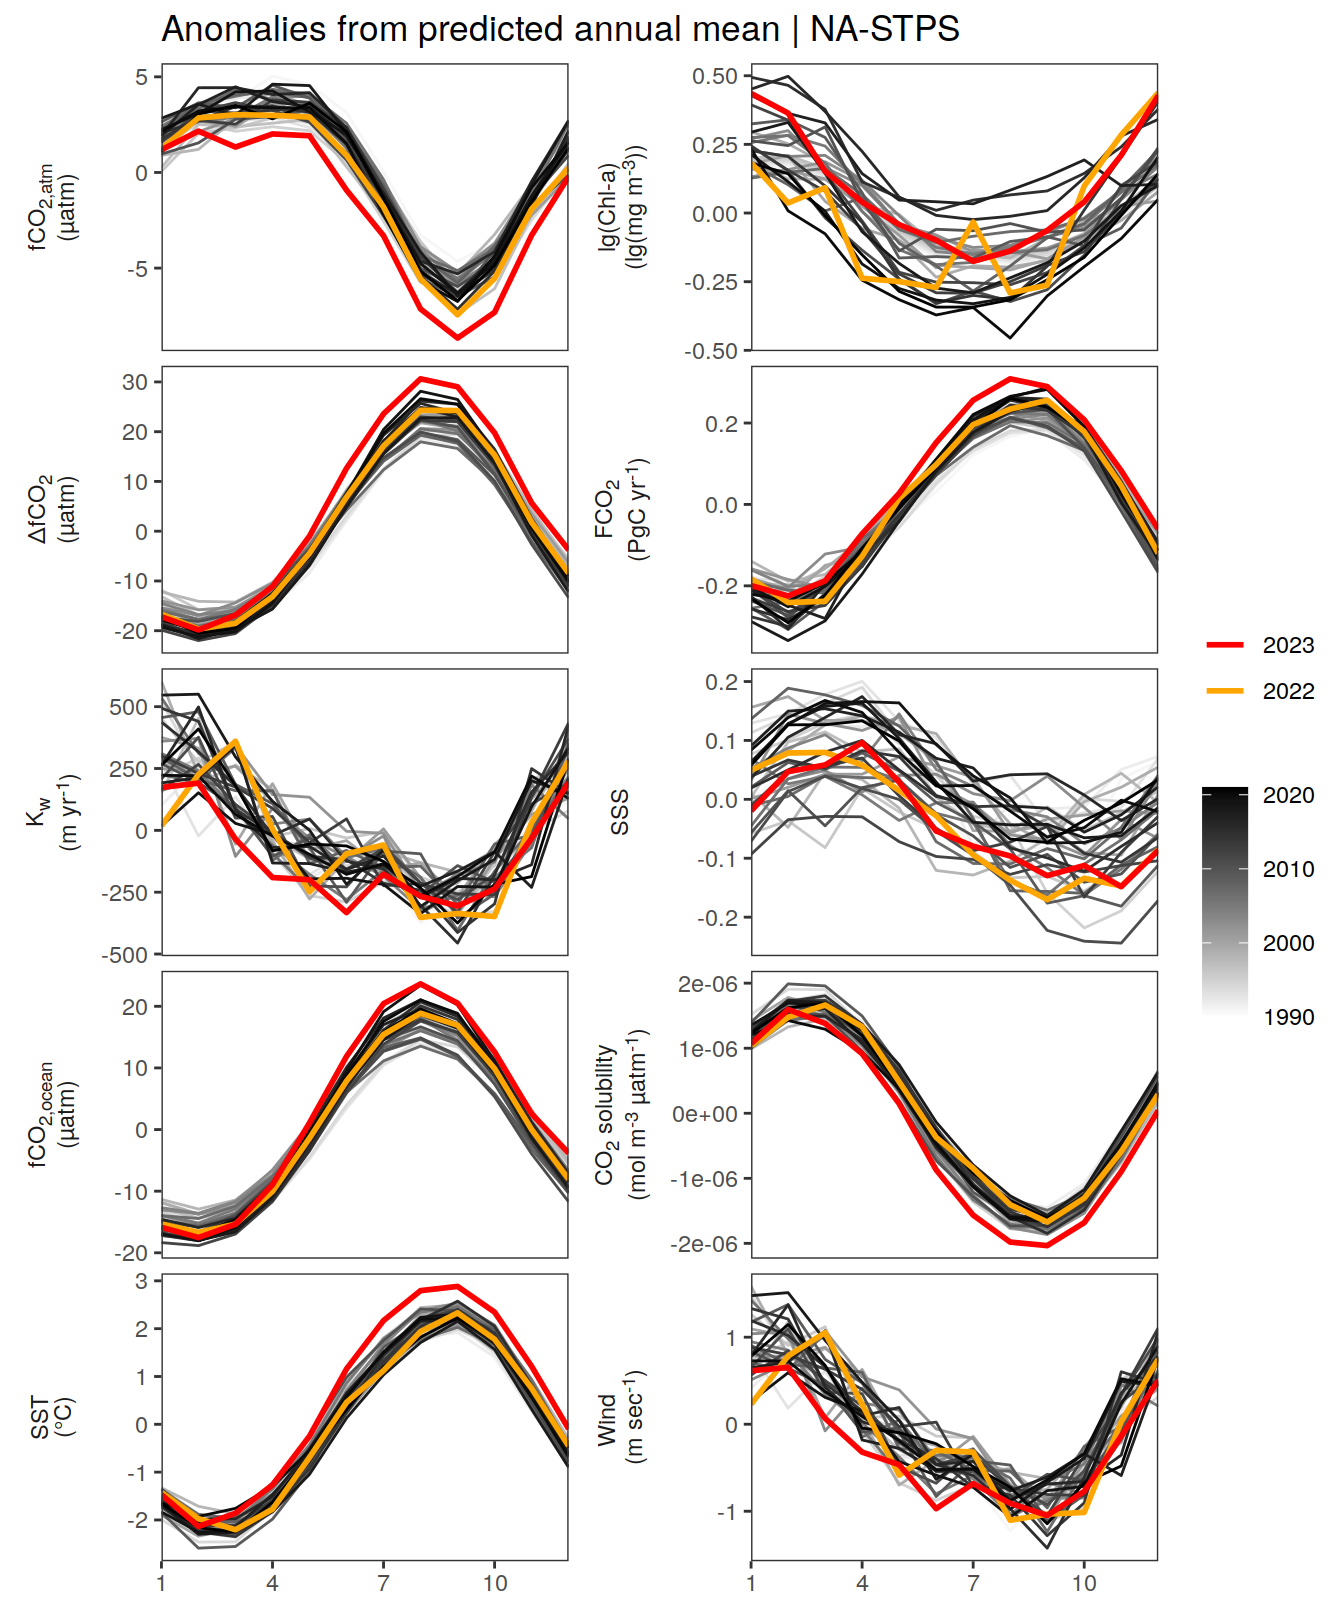 Anomalies from predicted annual mean | NA-STPS
fCO2,atm
(µatm)
5
0
-5
lg(Chl-a)
(lg(mg m-3))
0.50
0.25
0.00
-0.25
-0.50
ΔfCO2
(µatm)
30
20
10
0
-10
-20
FCO2
(PgC yr-1)
0.2
0.0
-0.2
Kw
(m yr-1)
500
250
0
-250
-500
SSS
0.2
0.1
0.0
-0.1
-0.2
fCO2,ocean
(µatm)
20
10
0
-10
-20
CO2 solubility
(mol m-3 µatm-1)
2e-06
1e-06
0e+00
-1e-06
-2e-06
SST
(°C)
3
2
1
0
-1
-2
1 4 7 10
Wind
(m sec-1)
1
0
-1
1 4 7 10
2023
2022
2020
2010
2000
1990